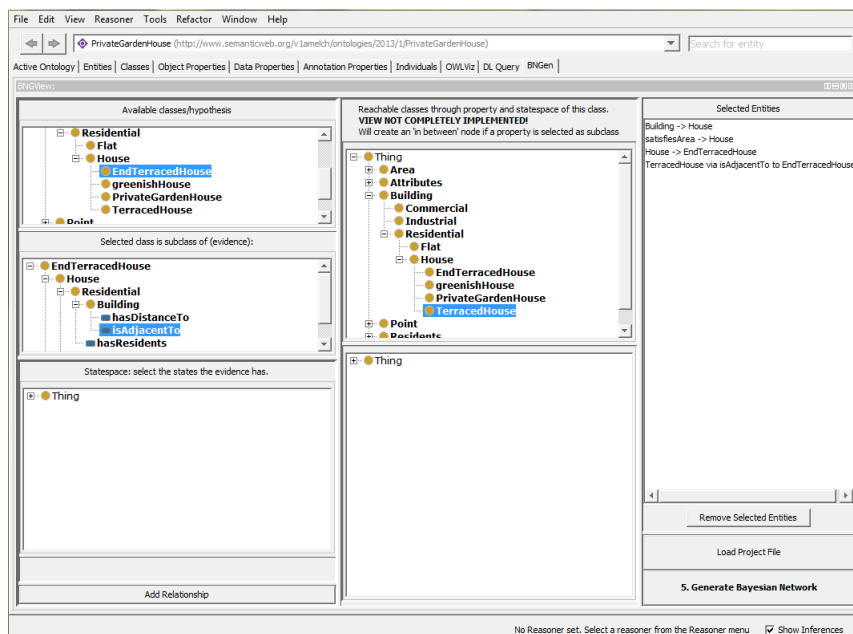 File Edit View Reasoner Tools Refactor Window Help
PrivateGardenHouse (http://www.semanticweb.org/v1amelch/ontologies/2013/1/PrivateGardenHouse)
Search for entity
Active Ontology Entities Classes Object Properties Data Properties Annotation Properties Individuals OWLViz DL Query BNGen
BNGView:
Available classes/hypothesis
Residential
Flat
House
EndTerracedHouse
greenishHouse
PrivateGardenHouse
TerracedHouse
Point
Selected class is subclass of (evidence):
EndTerracedHouse
House
Residential
Building
hasDistanceTo
isAdjacentTo
hasResidents
Statespace: select the states the evidence has.
Thing
Add Relationship
Reachable classes through property and statespace of this class.
VIEW NOT COMPLETELY IMPLEMENTED!
Will create an 'in between' node if a property is selected as subclass
Thing
Area
Attributes
Building
Commercial
Industrial
Residential
Flat
House
EndTerracedHouse
greenishHouse
PrivateGardenHouse
TerracedHouse
Point
Residents
Thing
Selected Entities
Building -> House
satisfiesArea -> House
House -> EndTerracedHouse
TerracedHouse via isAdjacentTo to EndTerracedHouse
Remove Selected Entities
Load Project File
5. Generate Bayesian Network
No Reasoner set. Select a reasoner from the Reasoner menu
Show Inferences